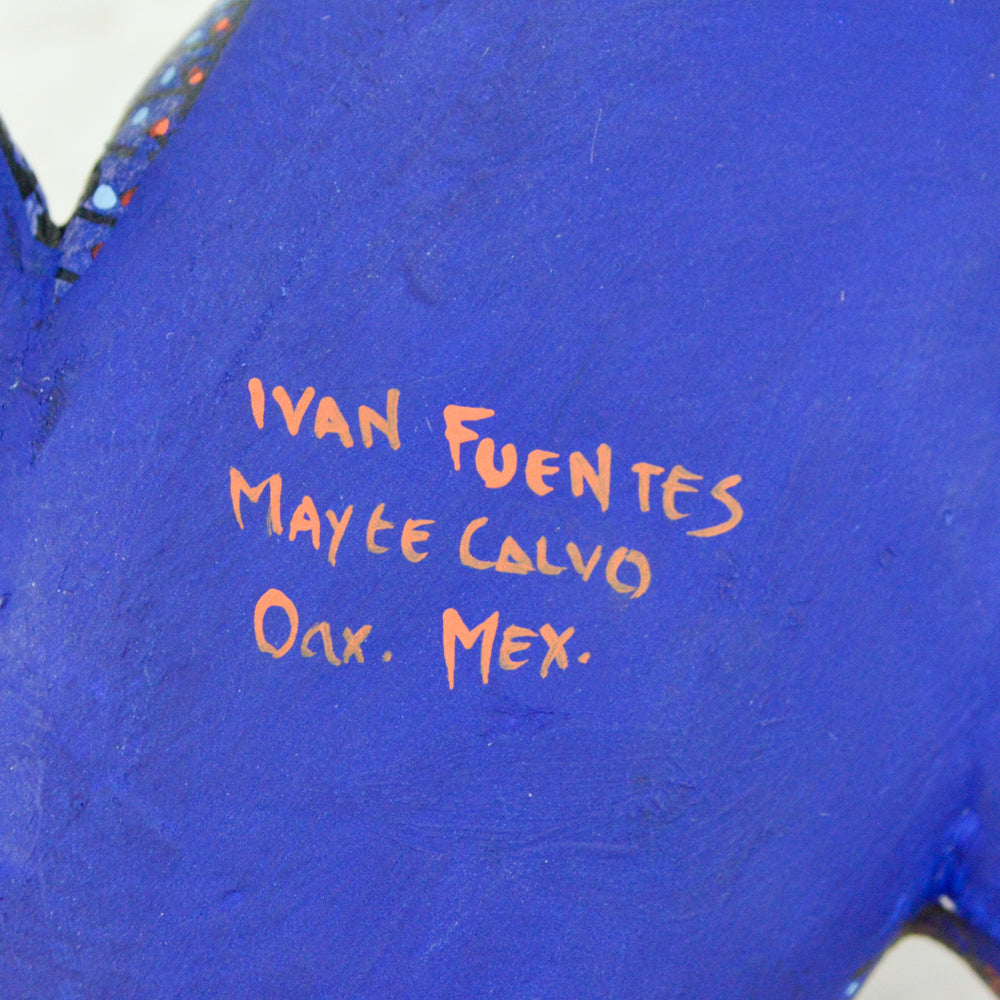 IVAN FUENTES
MAYtE CALVO
Oax. MEX.